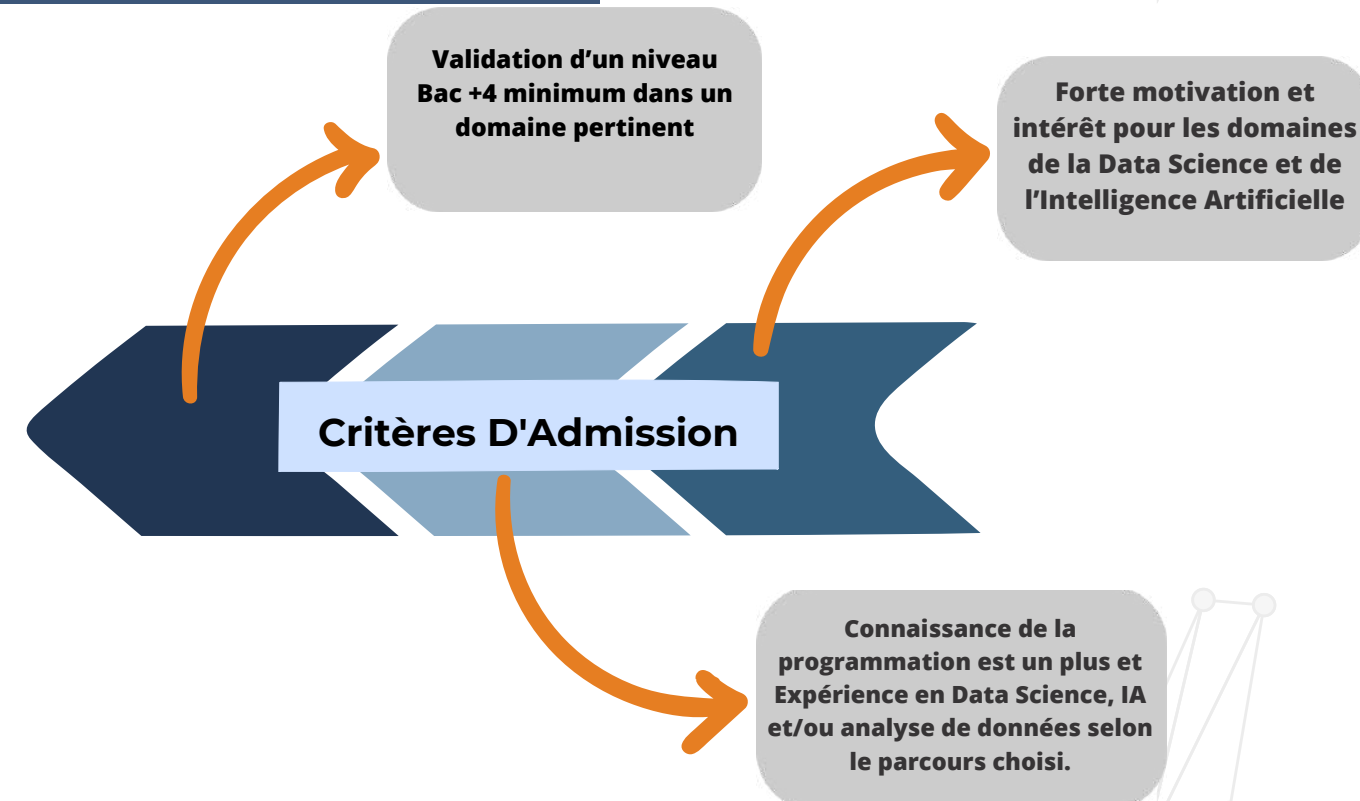 Validation d’un niveau
Bac +4 minimum dans un
domaine pertinent
Forte motivation et
intérêt pour les domaines
de la Data Science et de
l’Intelligence Artificielle
Critères D'Admission
Connaissance de la
programmation est un plus et
Expérience en Data Science, IA
et/ou analyse de données selon
le parcours choisi.